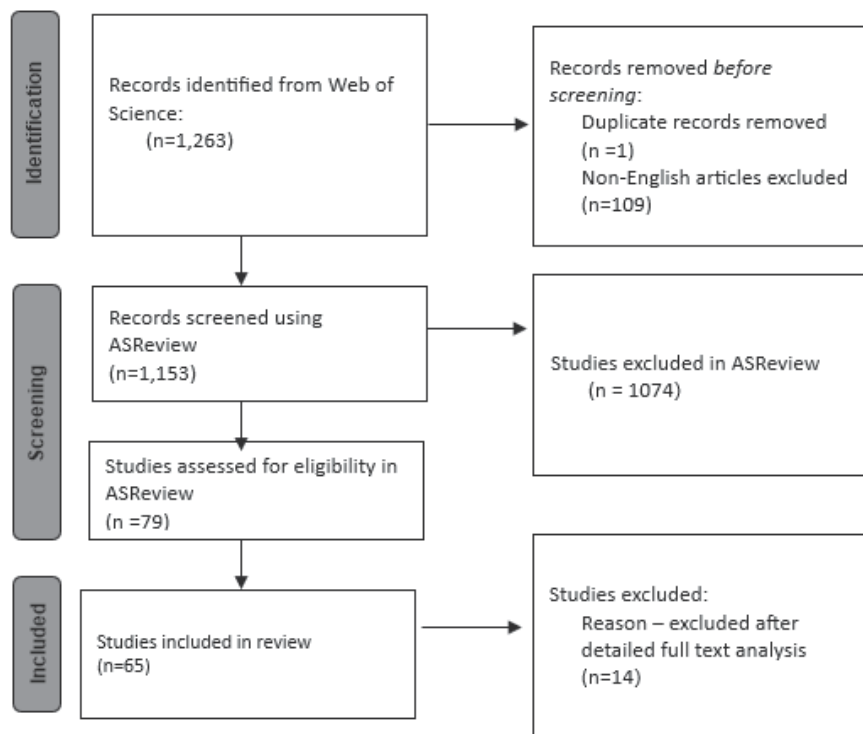 Identification
Records identified from Web of
Science:
(n=1,263)
Records removed before
screening:
Duplicate records removed
(n =1)
Non-English articles excluded
(n=109)
Screening
Records screened using
ASReview
(n=1,153)
Studies excluded in ASReview
(n = 1074)
Studies assessed for eligibility in
ASReview
(n =79)
Included
Studies included in review
(n=65)
Studies excluded:
Reason – excluded after
detailed full text analysis
(n=14)